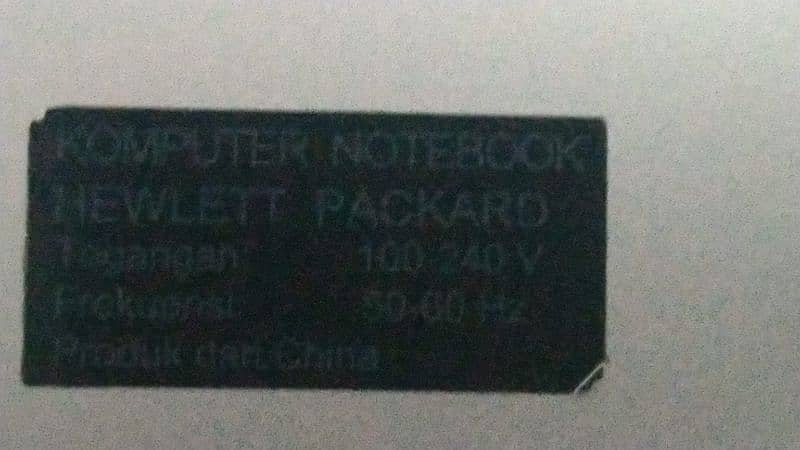 KOMPUTER NOTEBOOK
HEWLETT PACKARD
Tegangan 100-240 V
Frekuensi 50-60 Hz
Produk dari China